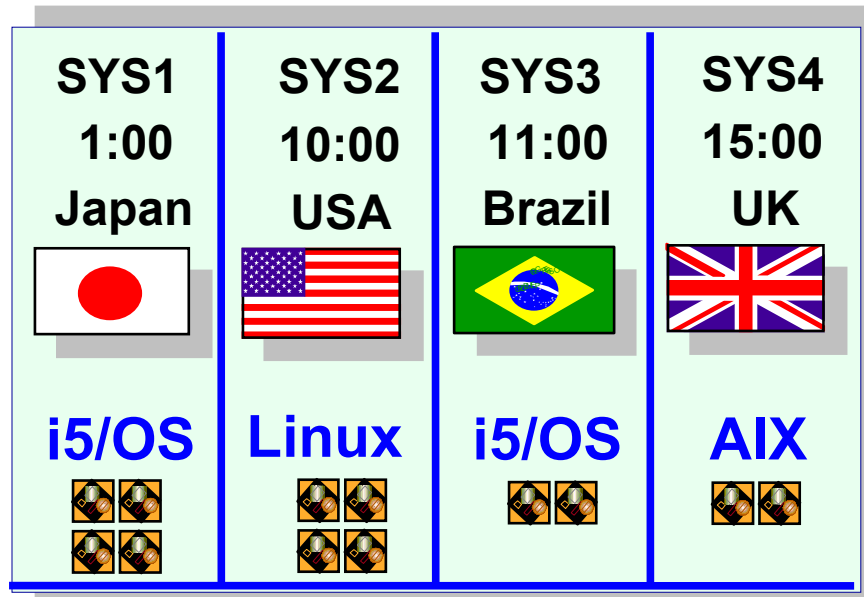 SYS1
1:00
Japan
i5/OS
SYS2
10:00
USA
Linux
SYS3
11:00
Brazil
i5/OS
SYS4
15:00
UK
AIX